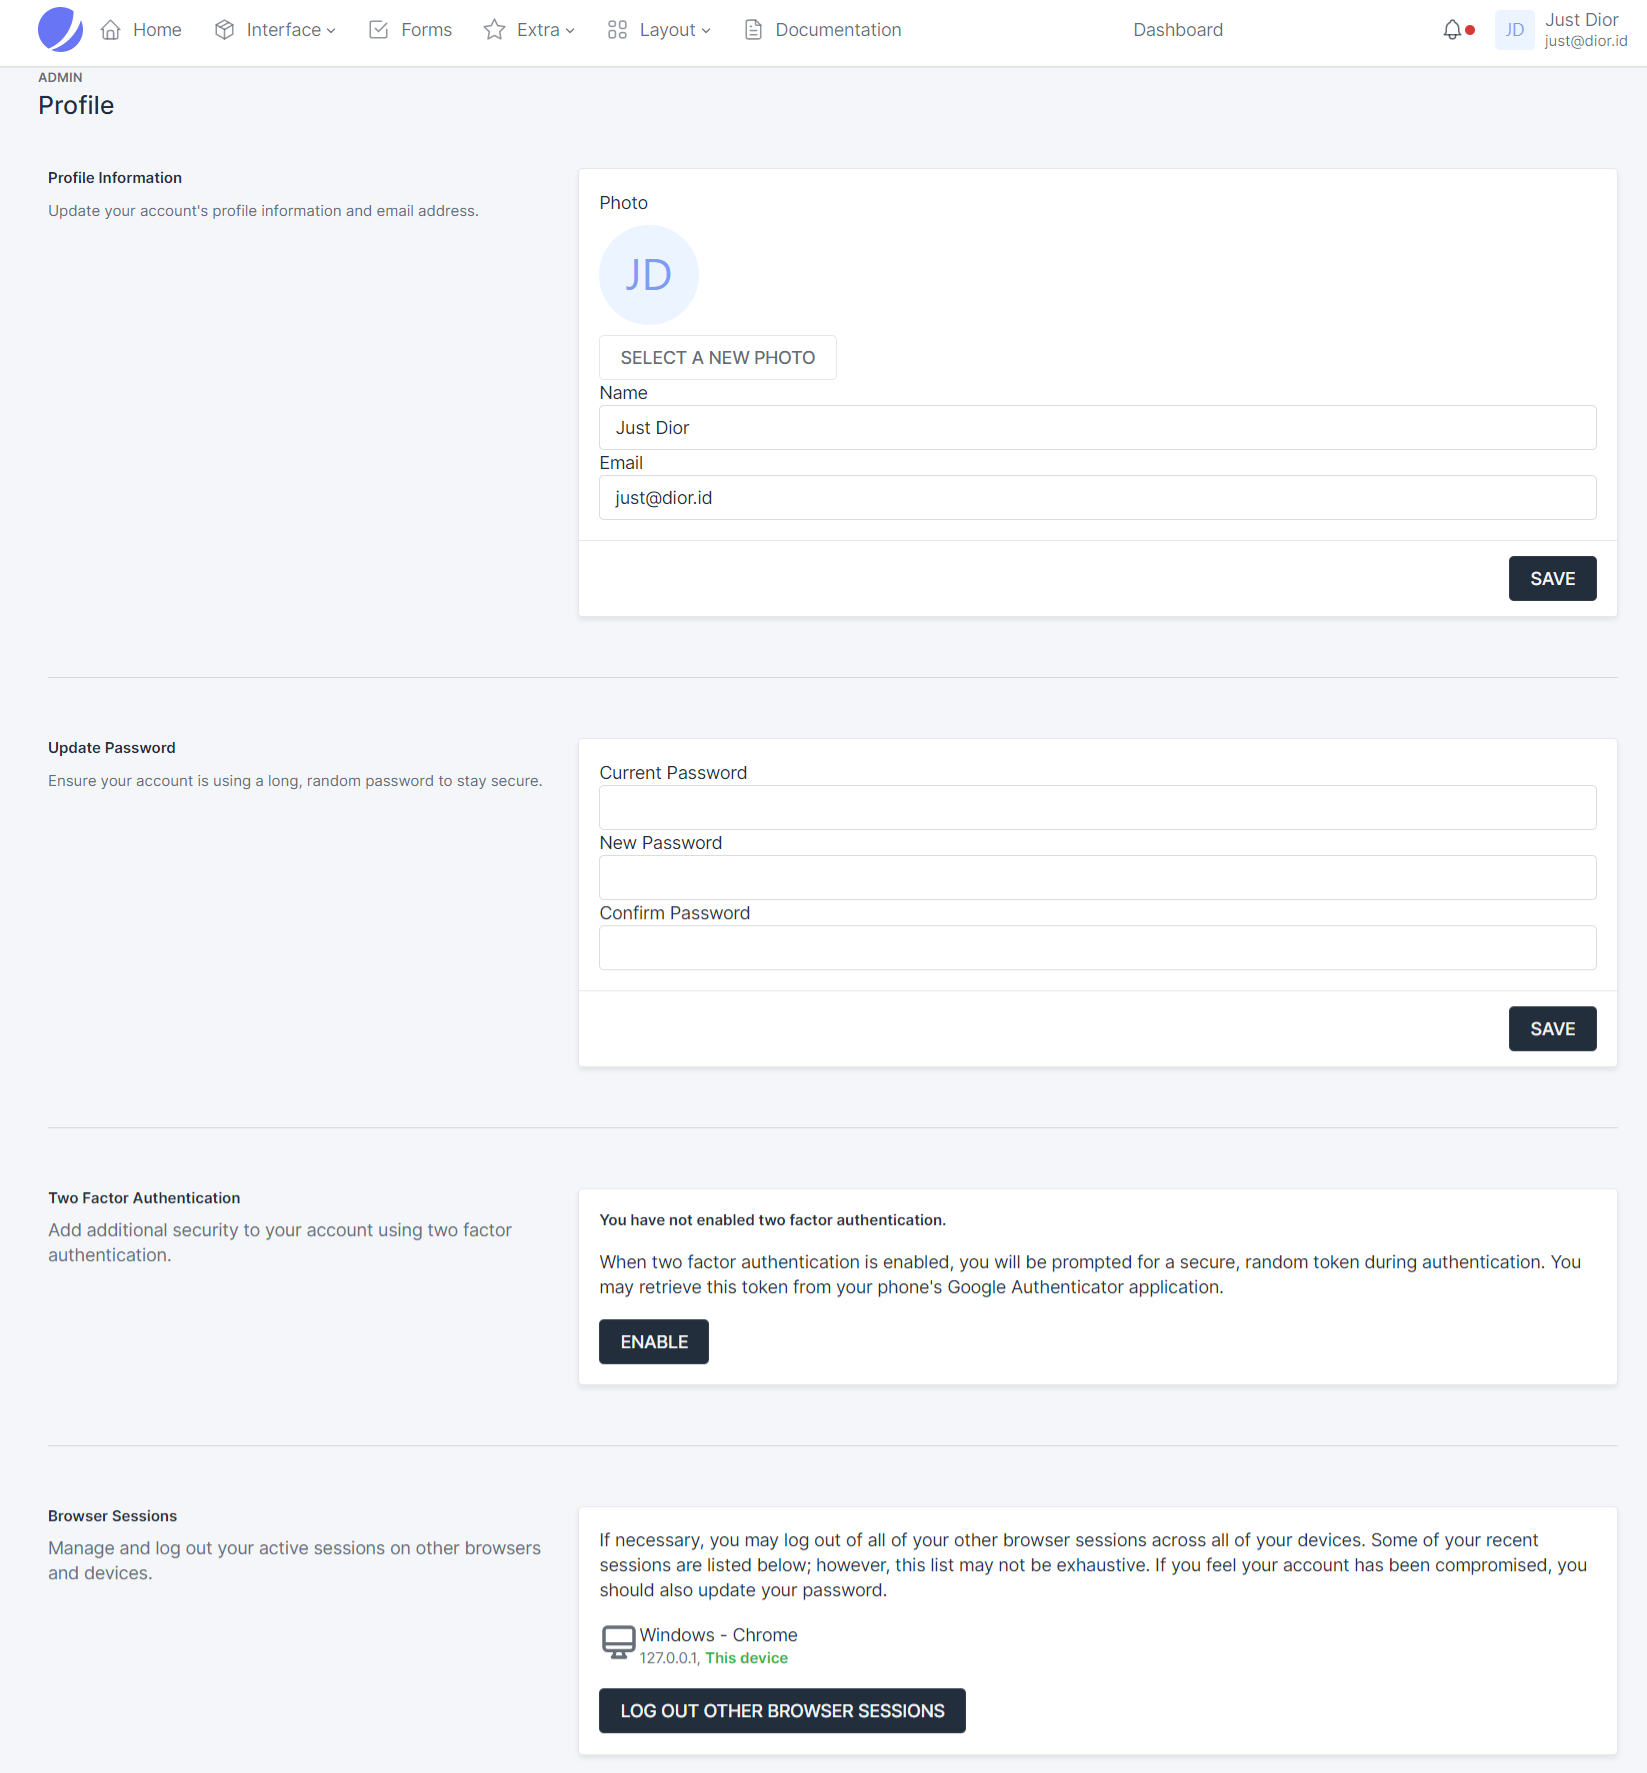 Home Interface Forms Extra Layout Documentation Dashboard JD Just Dior
just@dior.id
ADMIN
Profile
Profile Information
Update your account's profile information and email address.
Photo
JD
SELECT A NEW PHOTO
Name
Just Dior
Email
just@dior.id
SAVE
Update Password
Ensure your account is using a long, random password to stay secure.
Current Password
New Password
Confirm Password
SAVE
Two Factor Authentication
Add additional security to your account using two factor
authentication.
You have not enabled two factor authentication.
When two factor authentication is enabled, you will be prompted for a secure, random token during authentication. You
may retrieve this token from your phone's Google Authenticator application.
ENABLE
Browser Sessions
Manage and log out your active sessions on other browsers
and devices.
If necessary, you may log out of all of your other browser sessions across all of your devices. Some of your recent
sessions are listed below; however, this list may not be exhaustive. If you feel your account has been compromised, you
should also update your password.
Windows - Chrome
127.0.0.1, This device
LOG OUT OTHER BROWSER SESSIONS